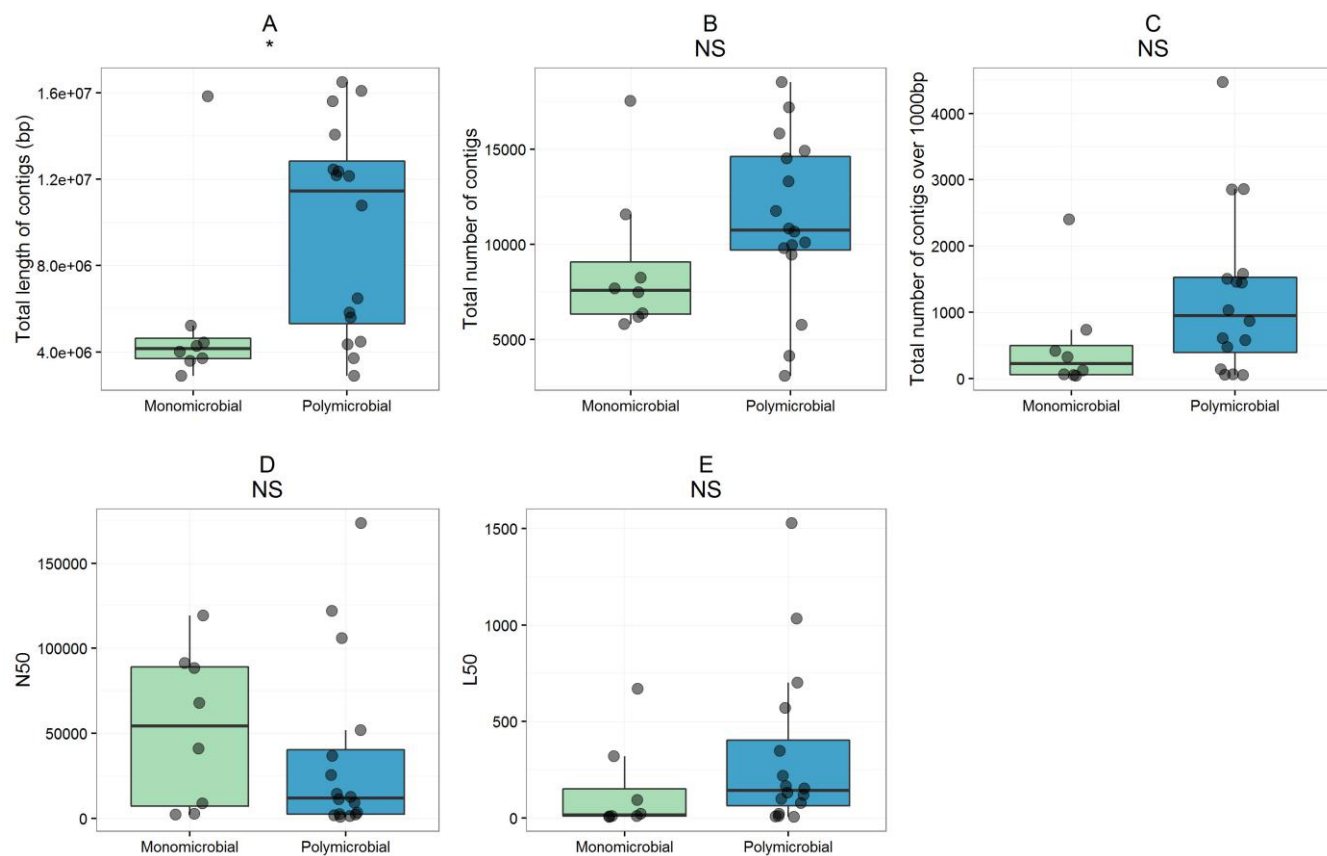 A
*
Total length of contigs (bp)
1.6e+07
1.2e+07
8.0e+06
4.0e+06
Monomicrobial Polymicrobial
B
NS
Total number of contigs
15000
10000
5000
Monomicrobial Polymicrobial
C
NS
Total number of contigs over 1000bp
4000
3000
2000
1000
0
Monomicrobial Polymicrobial
D
NS
N50
150000
100000
50000
0
Monomicrobial Polymicrobial
E
NS
L50
1500
1000
500
0
Monomicrobial Polymicrobial